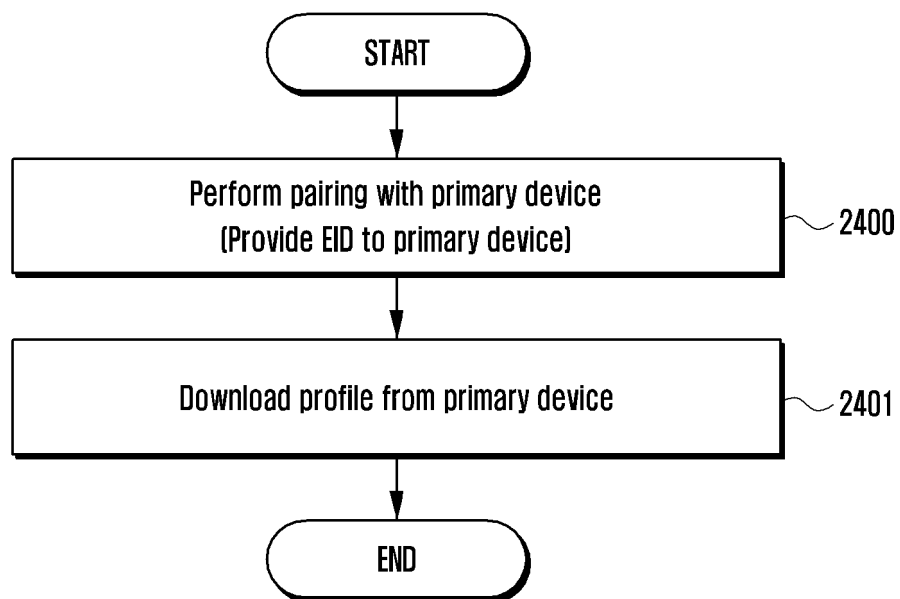 START
Perform pairing with primary device
(Provide EID to primary device)
2400
Download profile from primary device
2401
END